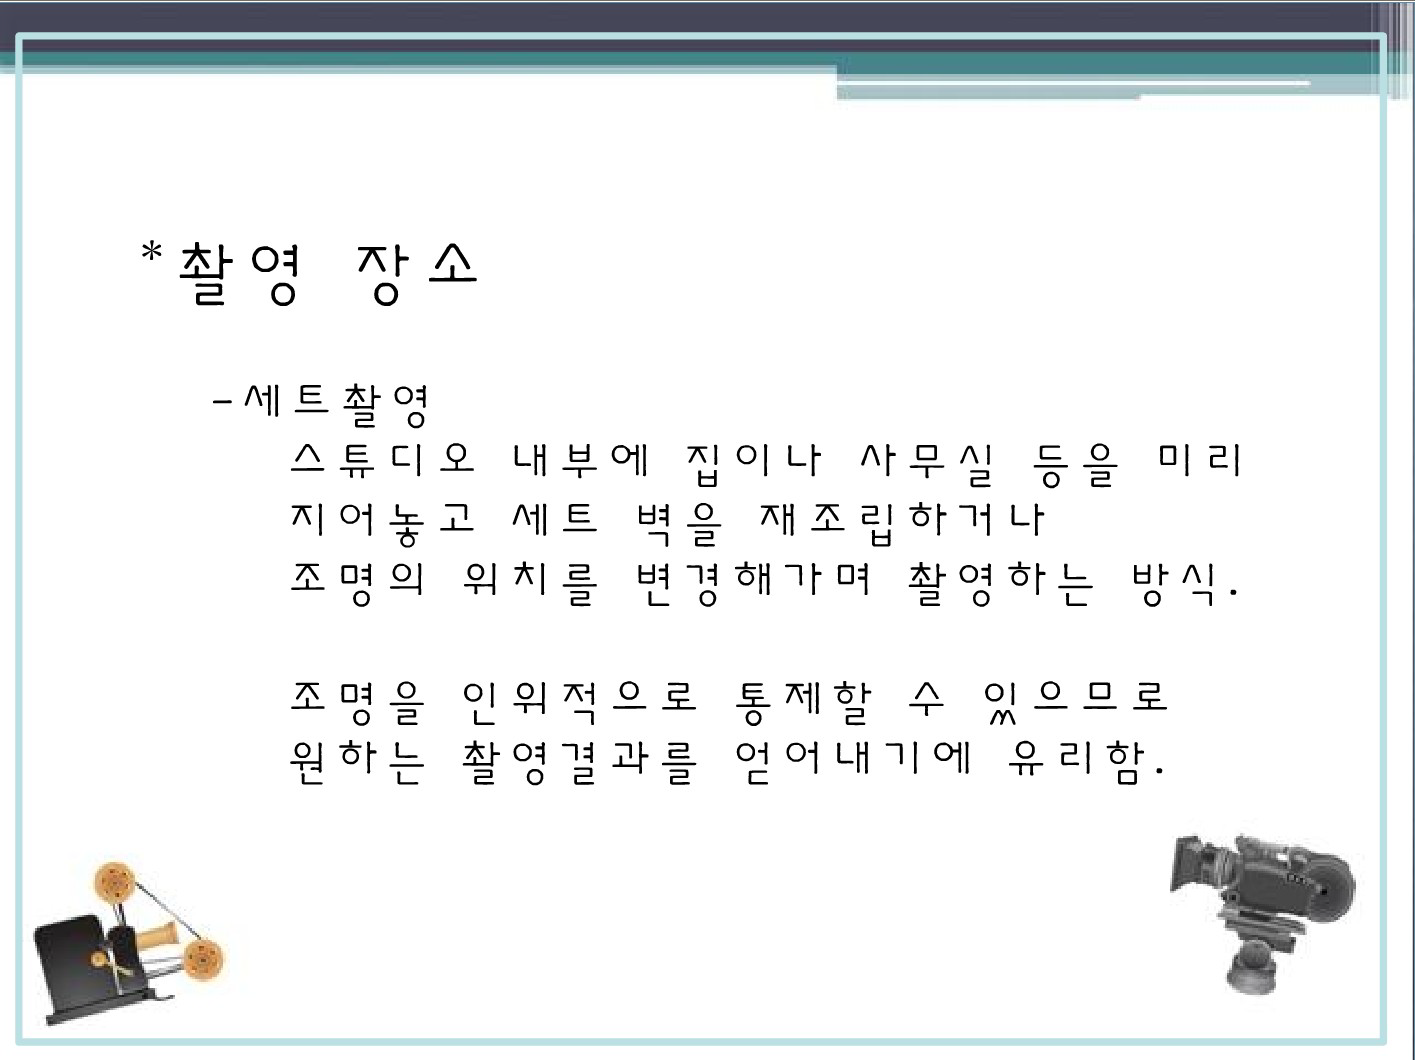 *촬영 장소
-세트촬영
스튜디오 내부에 집이나 사무실 등을 미리
지어놓고 세트 벽을 재조립하거나
조명의 위치를 변경해가며 촬영하는 방식.
조명을 인위적으로 통제할 수 있으므로
원하는 촬영결과를 얻어내기에 유리함.